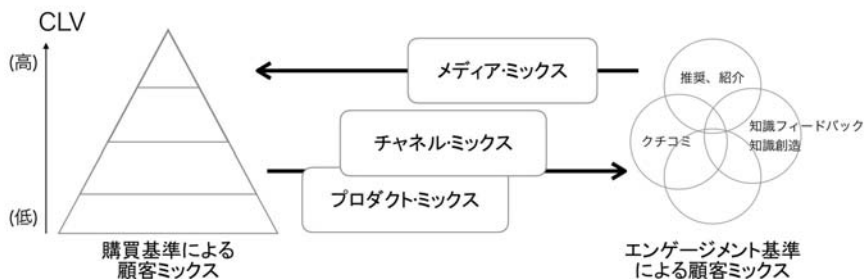 CLV
(高)
(低)
購買基準による
顧客ミックス
メディア・ミックス
チャネル・ミックス
プロダクト・ミックス
推奨、紹介
クチコミ
知識フィードバック
知識創造
エンゲージメント基準
による顧客ミックス